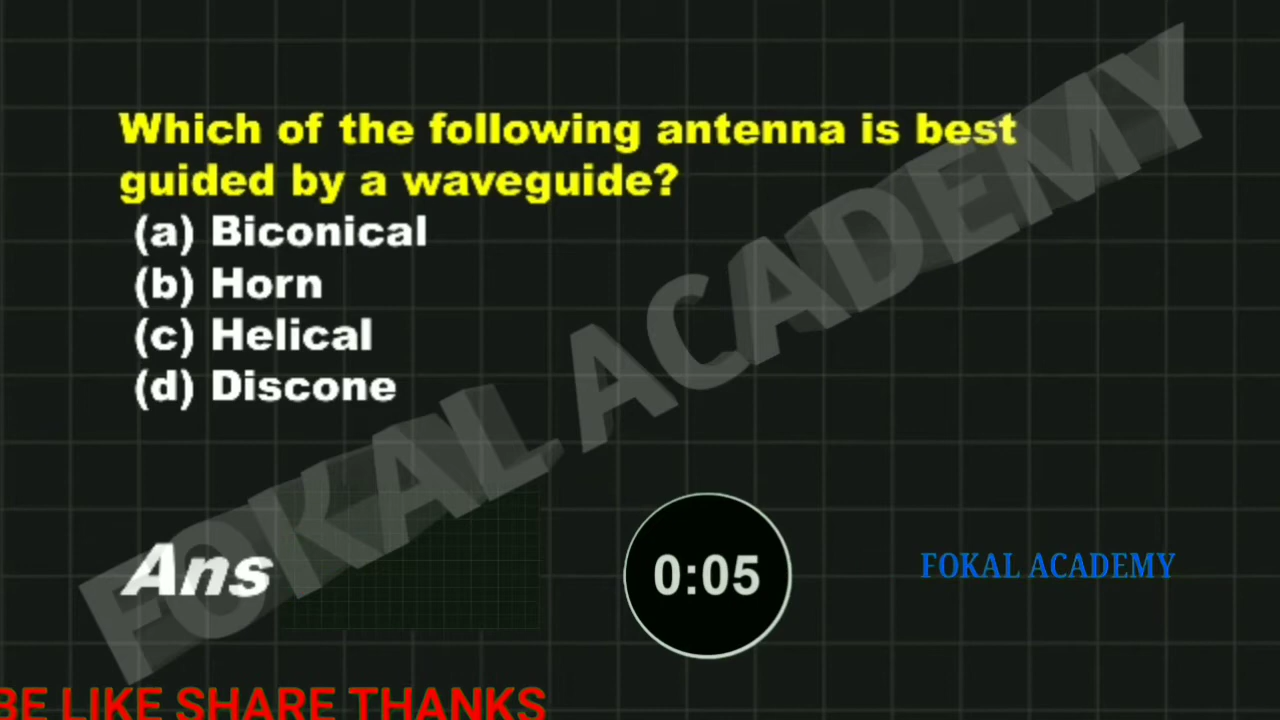 Which of the following antenna is best
guided by a waveguide?
(a) Biconical
(b) Horn
(c) Helical
(d) Discone
FOKAL ACADEMY
Ans
0:05
FOKAL ACADEMY
BE LIKE SHARE THANKS